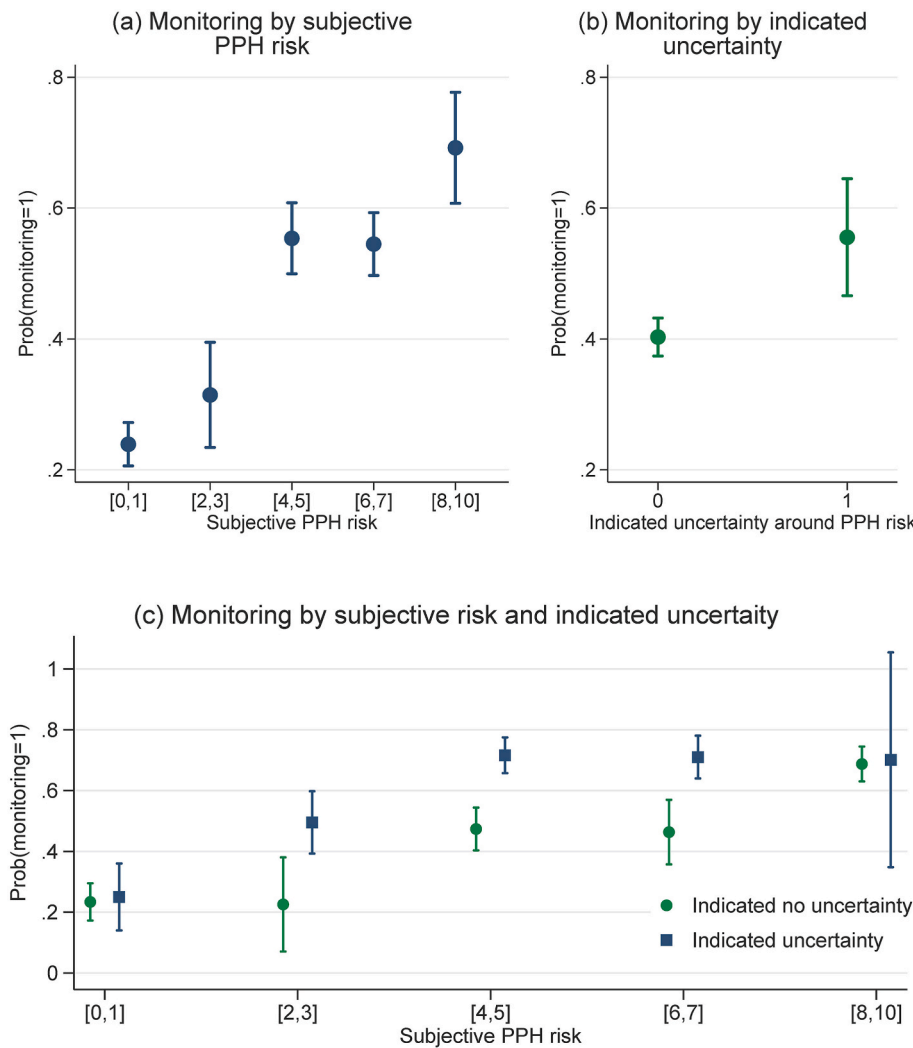 (a) Monitoring by subjective
PPH risk
Prob(monitoring=1)
.8
.6
.4
.2
[0,1] [2,3] [4,5] [6,7] [8,10]
Subjective PPH risk
(b) Monitoring by indicated
uncertainty
Prob(monitoring=1)
.8
.6
.4
.2
0 1
Indicated uncertainty around PPH risk
(c) Monitoring by subjective risk and indicated uncertaity
Prob(monitoring=1)
1
.8
.6
.4
.2
0
Indicated no uncertainty
Indicated uncertainty
[0,1] [2,3] [4,5] [6,7] [8,10]
Subjective PPH risk